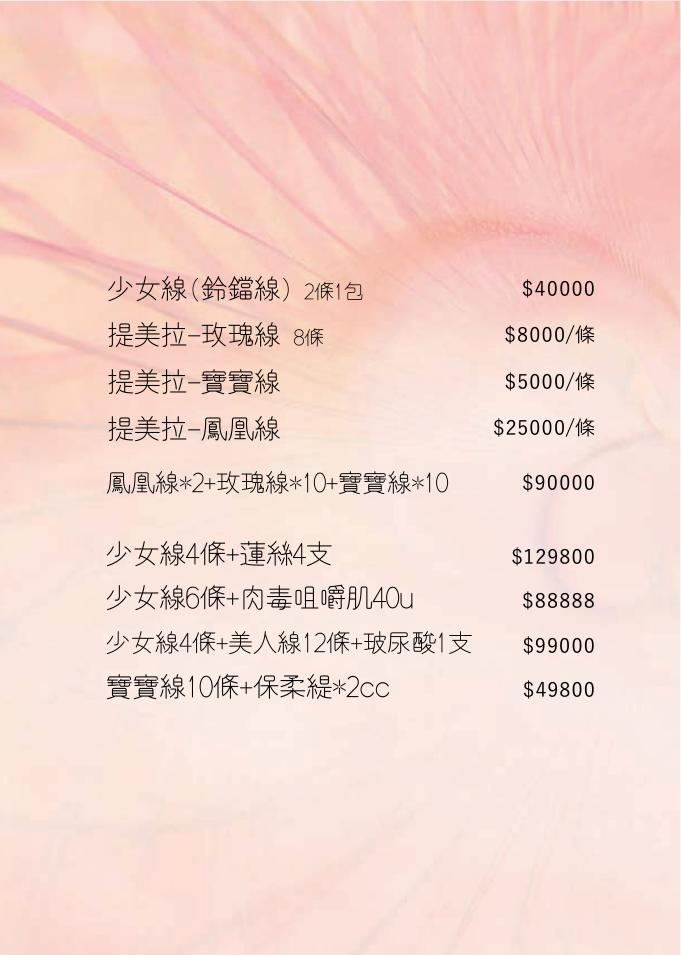 少女線(鈴鐺線) 2條1包 $40000
提美拉-玫瑰線 8條 $8000/條
提美拉-寶寶線 $5000/條
提美拉-鳳凰線 $25000/條
鳳凰線*2+玫瑰線*10+寶寶線*10 $90000
少女線4條+蓮絲4支 $129800
少女線6條+肉毒咀嚼肌40u $88888
少女線4條+美人線12條+玻尿酸1支 $99000
寶寶線10條+保柔緹*2cc $49800